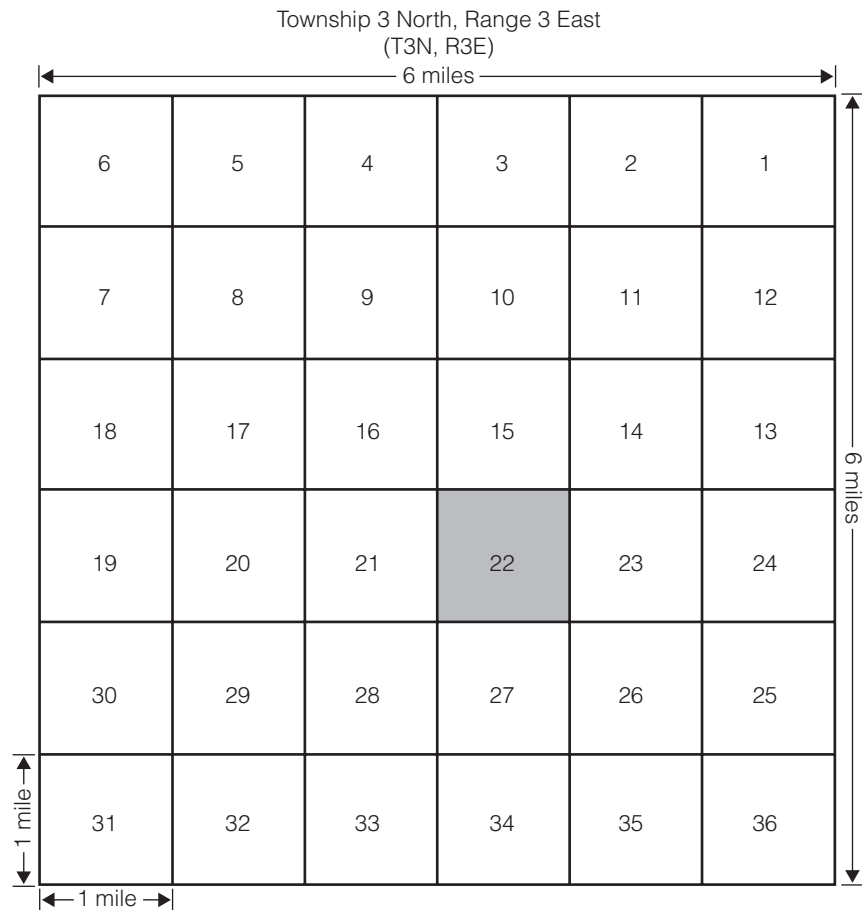 Township 3 North, Range 3 East
(T3N, R3E)
6 miles
6 5 4 3 2 1
7 8 9 10 11 12
18 17 16 15 14 13
6 miles
19 20 21 22 23 24
30 29 28 27 26 25
31 32 33 34 35 36
1 mile
1 mile